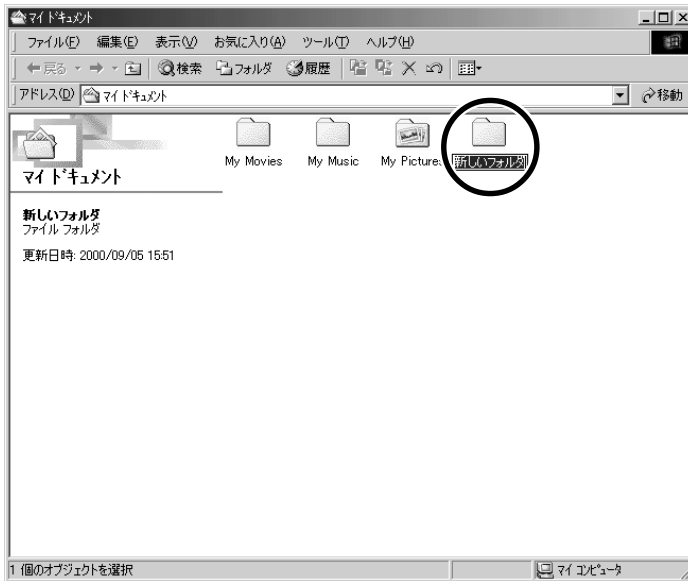 マイ ドキュメント
ファイル(F) 編集(E) 表示(V) お気に入り(A) ツール(T) ヘルプ(H)
戻る 検索 フォルダ 履歴
アドレス(D) マイ ドキュメント 移動
My Movies My Music My Pictures 新しいフォルダ
マイ ドキュメント
新しいフォルダ
ファイル フォルダ
更新日時: 2000/09/05 15:51
1 個のオブジェクトを選択 マイ コンピュータ